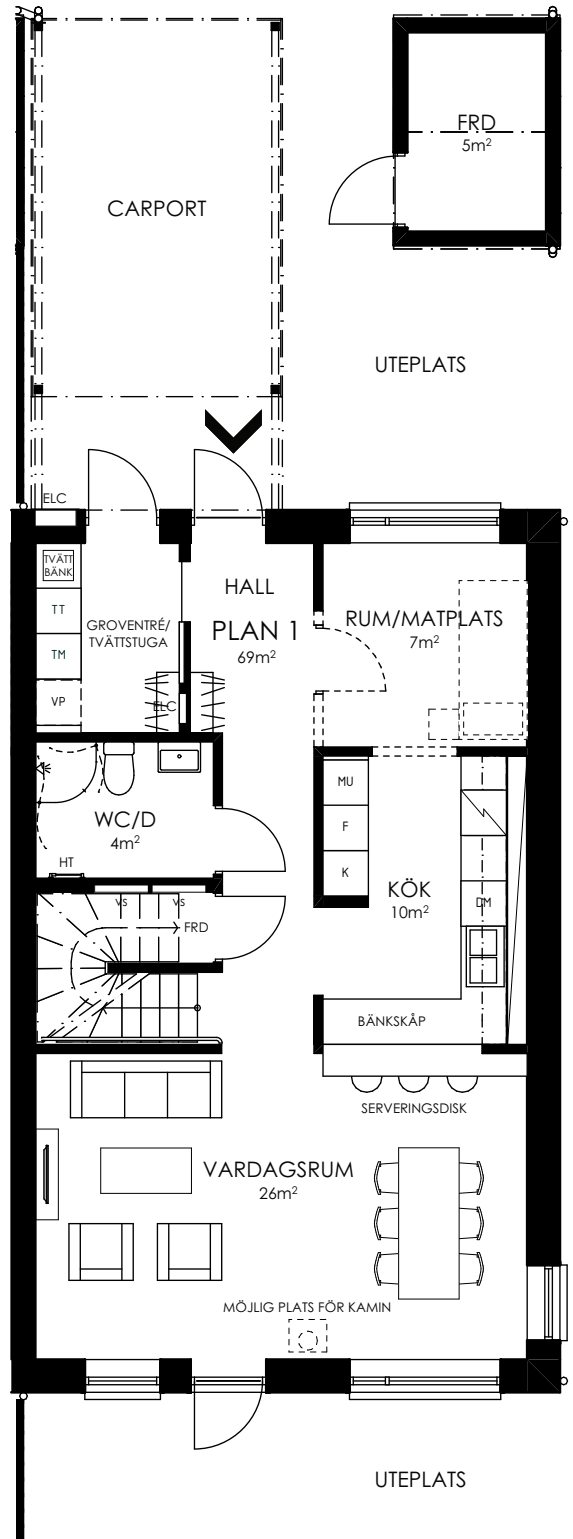 FRD
5m²
CARPORT
UTEPLATS
ELC
TVÄTT
BÄNK
HALL
TT
GROVENTRÉ/
TVÄTTSTUGA
PLAN 1
69m²
RUM/MATPLATS
7m²
TM
VP
ELC
MU
WC/D
4m²
F
HT
K
KÖK
10m²
VS
VS
DM
FRD
BÄNKSKÅP
SERVERINGSDISK
VARDAGSRUM
26m²
MÖJLIG PLATS FÖR KAMIN
UTEPLATS